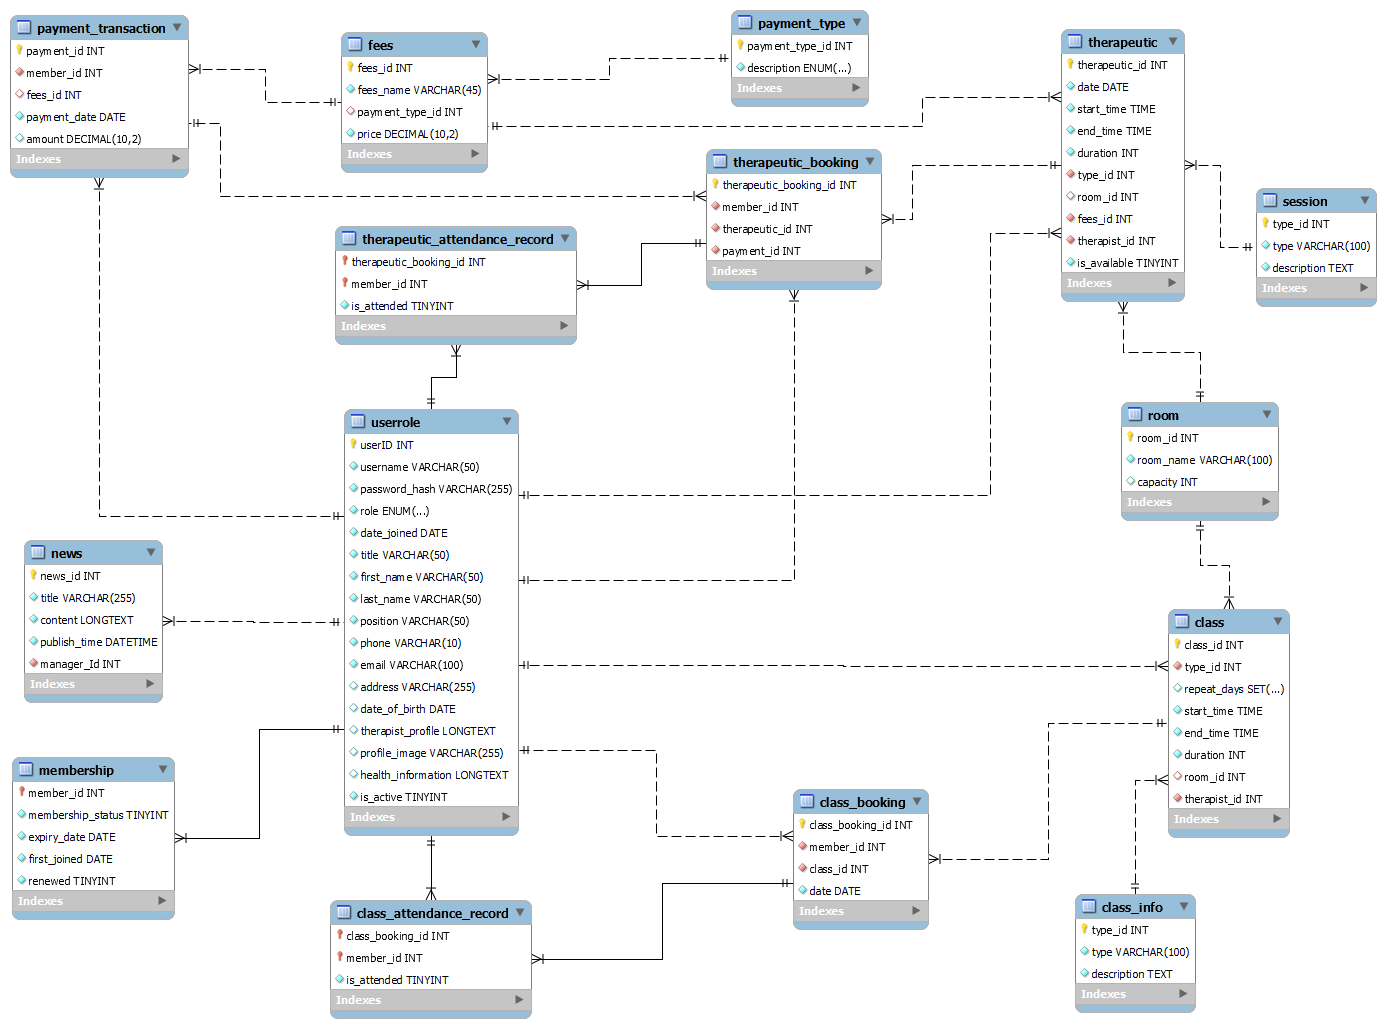 payment_transaction
payment_id INT
member_id INT
fees_id INT
payment_date DATE
amount DECIMAL(10,2)
Indexes
fees
fees_id INT
fees_name VARCHAR(45)
payment_type_id INT
price DECIMAL(10,2)
Indexes
payment_type
payment_type_id INT
description ENUM(...)
Indexes
therapeutic
therapeutic_id INT
date DATE
start_time TIME
end_time TIME
duration INT
type_id INT
room_id INT
fees_id INT
therapist_id INT
is_available TINYINT
Indexes
therapeutic_booking
therapeutic_booking_id INT
member_id INT
therapeutic_id INT
payment_id INT
Indexes
session
type_id INT
type VARCHAR(100)
description TEXT
Indexes
therapeutic_attendance_record
therapeutic_booking_id INT
member_id INT
is_attended TINYINT
Indexes
userrole
userID INT
username VARCHAR(50)
password_hash VARCHAR(255)
role ENUM(...)
date_joined DATE
title VARCHAR(50)
first_name VARCHAR(50)
last_name VARCHAR(50)
position VARCHAR(50)
phone VARCHAR(10)
email VARCHAR(100)
address VARCHAR(255)
date_of_birth DATE
therapist_profile LONGTEXT
profile_image VARCHAR(255)
health_information LONGTEXT
is_active TINYINT
Indexes
room
room_id INT
room_name VARCHAR(100)
capacity INT
Indexes
news
news_id INT
title VARCHAR(255)
content LONGTEXT
publish_time DATETIME
manager_Id INT
Indexes
class
class_id INT
type_id INT
repeat_days SET(...)
start_time TIME
end_time TIME
duration INT
room_id INT
therapist_id INT
Indexes
membership
member_id INT
membership_status TINYINT
expiry_date DATE
first_joined DATE
renewed TINYINT
Indexes
class_booking
class_booking_id INT
member_id INT
class_id INT
date DATE
Indexes
class_attendance_record
class_booking_id INT
member_id INT
is_attended TINYINT
Indexes
class_info
type_id INT
type VARCHAR(100)
description TEXT
Indexes